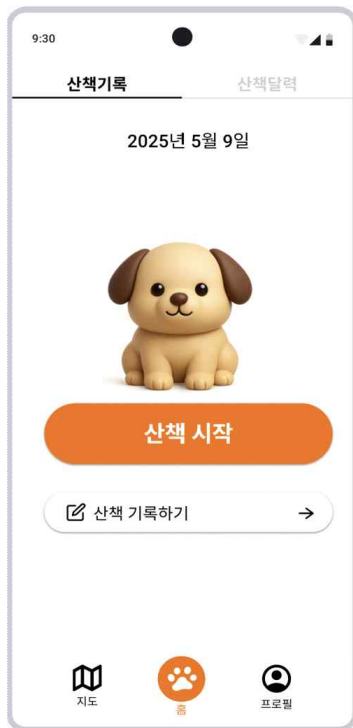 9:30
산책기록 산책달력
2025년 5월 9일
산책 시작
산책 기록하기
지도 홈 프로필